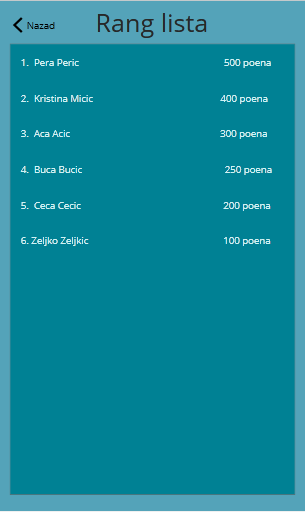 Nazad Rang lista
1. Pera Peric 500 poena
2. Kristina Micic 400 poena
3. Aca Acic 300 poena
4. Buca Bucic 250 poena
5. Ceca Cecic 200 poena
6. Zeljko Zeljkic 100 poena